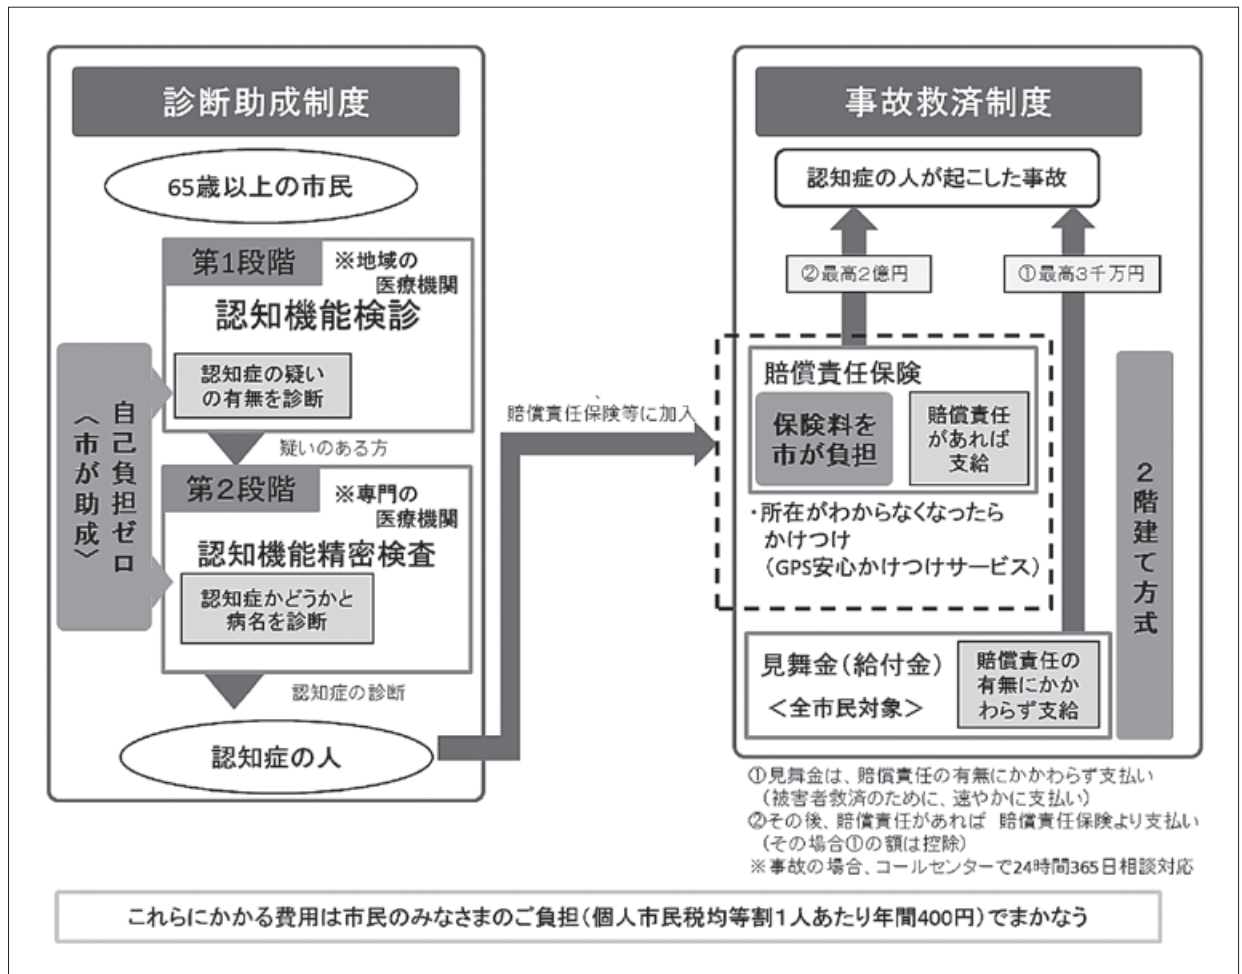 診断助成制度
65歳以上の市民
第1段階
※地域の
医療機関
認知機能検診
認知症の疑い
の有無を診断
疑いのある方
自己負担ゼロ
〈市が助成〉
第2段階
※専門の
医療機関
認知機能精密検査
認知症かどうかと
病名を診断
認知症の診断
認知症の人
賠償責任保険等に加入
事故救済制度
認知症の人が起こした事故
②最高2億円
①最高3千万円
賠償責任保険
保険料を
市が負担
賠償責任
があれば
支給
・所在がわからなくなったら
かけつけ
(GPS安心かけつけサービス)
2階建て方式
見舞金(給付金)
<全市民対象>
賠償責任の
有無にかか
わらず支給
①見舞金は、賠償責任の有無にかかわらず支払い
(被害者救済のために、速やかに支払い)
②その後、賠償責任があれば 賠償責任保険より支払い
(その場合①の額は控除)
※事故の場合、コールセンターで24時間365日相談対応
これらにかかる費用は市民のみなさまのご負担(個人市民税均等割1人あたり年間400円)でまかなう